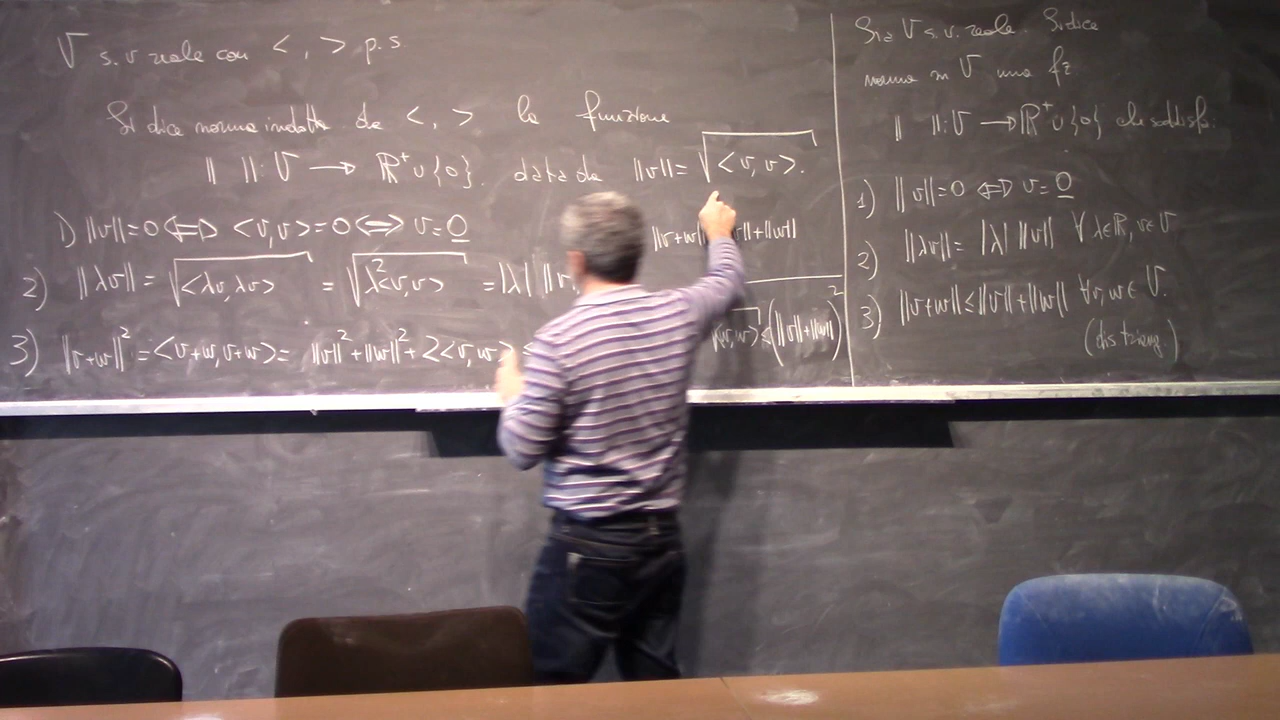 V s.v reale con < , > p.s
Si dice norma indotta da < , > la funzione
|| ||: V → ℝ⁺∪{0}. data da ||v|| = √<v,v>.
1) ||v||=0 ⇔ <v,v>=0 ⇔ v=0
||v+w|| ||+||w||
2) ||λv|| = √<λv,λv> = √λ²<v,v> = |λ| ||v
3) ||v+w||² = <v+w,v+w> = ||v||²+||w||²+2<v,w> ≤ <w,w> ≤ (||v||+||w||)²
Sia V s.v. reale. Si dice
norma in V una fz
|| ||: V → ℝ⁺∪{0} che soddisfa:
1) ||v||=0 ⇔ v=0
2) ||λv|| = |λ| ||v|| ∀ λ∈ℝ, v∈V
3) ||v+w|| ≤ ||v||+||w|| ∀v,w∈V.
(dis triang.)